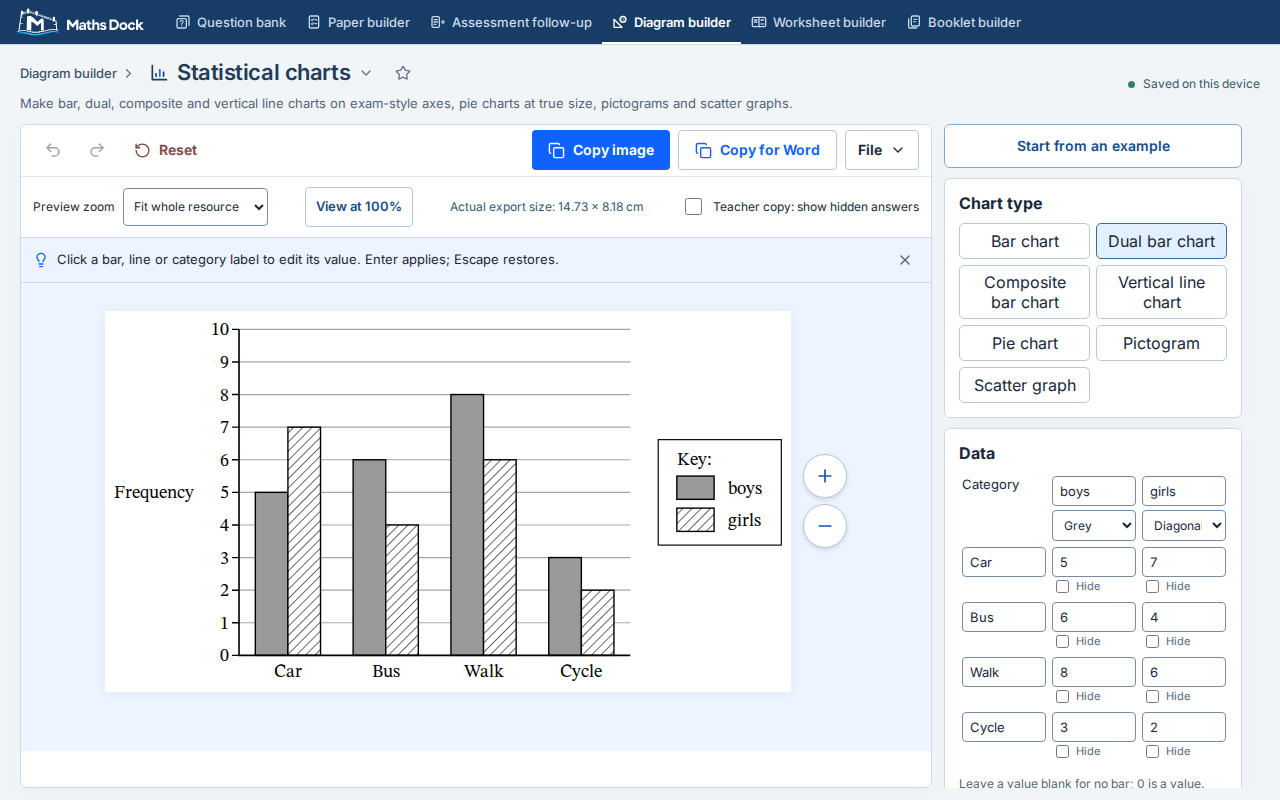 Maths Dock Question bank Paper builder Assessment follow-up Diagram builder Worksheet builder Booklet builder
Diagram builder Statistical charts
Saved on this device
Make bar, dual, composite and vertical line charts on exam-style axes, pie charts at true size, pictograms and scatter graphs.
Reset Copy image Copy for Word File
Preview zoom Fit whole resource View at 100% Actual export size: 14.73 × 8.18 cm Teacher copy: show hidden answers
Click a bar, line or category label to edit its value. Enter applies; Escape restores.
10
9
8
7
6
5
4
3
2
1
0
Frequency
Car Bus Walk Cycle
Key:
boys
girls
Start from an example
Chart type
Bar chart Dual bar chart
Composite bar chart Vertical line chart
Pie chart Pictogram
Scatter graph
Data
Category boys girls
Grey Diagonal
Car 5 7
Hide Hide
Bus 6 4
Hide Hide
Walk 8 6
Hide Hide
Cycle 3 2
Hide Hide
Leave a value blank for no bar; 0 is a value.